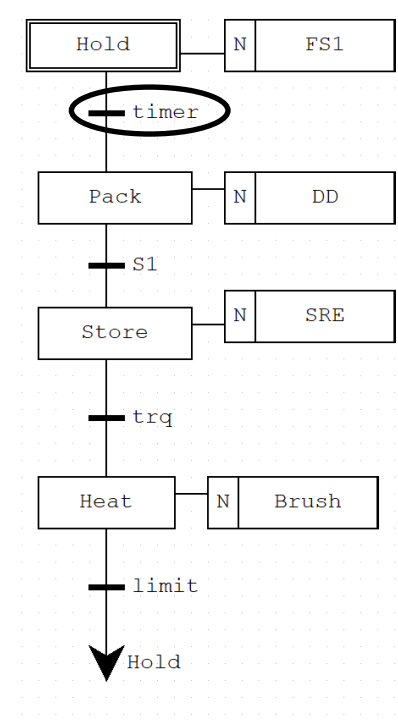 Hold N FS1
timer
Pack N DD
S1
Store N SRE
trq
Heat N Brush
limit
Hold